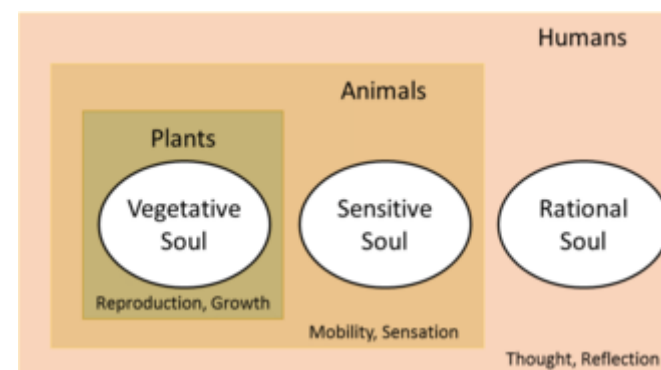 Humans
Animals
Plants
Vegetative
Soul
Sensitive
Soul
Rational
Soul
Reproduction, Growth
Mobility, Sensation
Thought, Reflection